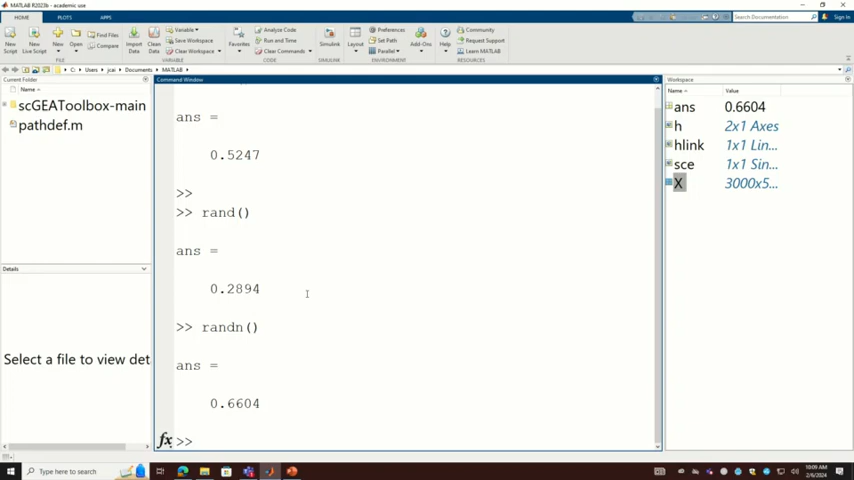 MATLAB R2023b - academic use
HOME PLOTS APPS
Search Documentation Sign In
New Script New Live Script New Open Find Files Compare Import Data Clean Data Variable Save Workspace Clear Workspace Favorites Analyze Code Run and Time Clear Commands Simulink Layout Preferences Set Path Parallel Add-Ons Help Community Request Support Learn MATLAB
VARIABLE CODE SIMULINK ENVIRONMENT RESOURCES
C: Users jcai Documents MATLAB
Current Folder
Name
scGEAToolbox-main
pathdef.m
Details
Select a file to view det
Command Window
ans =
0.5247
>>
>> rand()
ans =
0.2894
>> randn()
ans =
0.6604
fx >>
Workspace
Name Value
ans 0.6604
h 2x1 Axes
hlink 1x1 Lin...
sce 1x1 Sin...
X 3000x5...
Type here to search
10:09 AM
2/6/2024